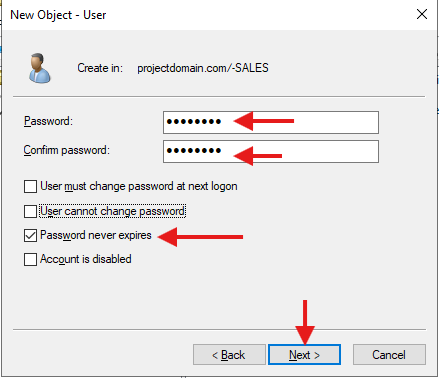 New Object - User
Create in: projectdomain.com/-SALES
Password: ●●●●●●●●
Confirm password: ●●●●●●●●
User must change password at next logon
User cannot change password
Password never expires
Account is disabled
< Back Next > Cancel